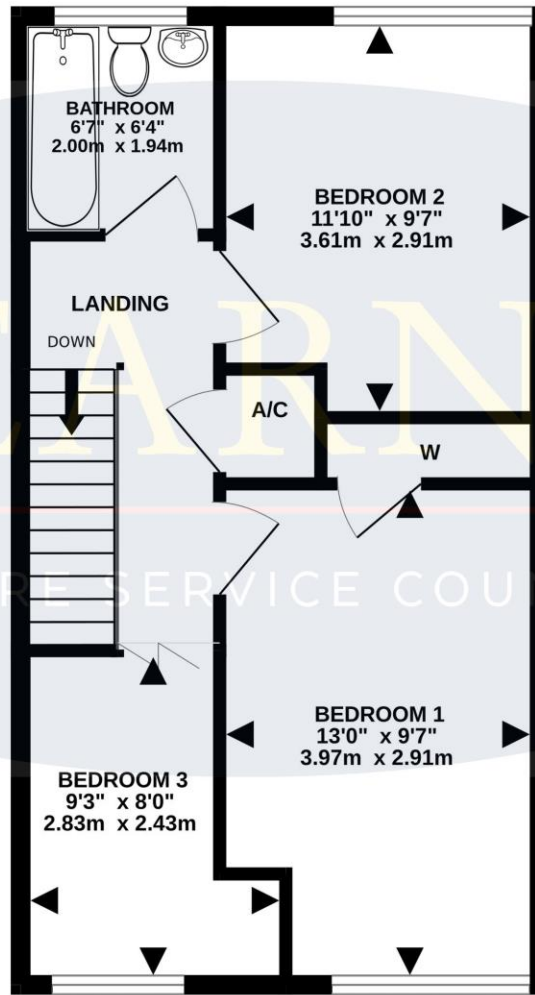 BATHROOM
6'7" x 6'4"
2.00m x 1.94m
BEDROOM 2
11'10" x 9'7"
3.61m x 2.91m
LANDING
DOWN
A/C
W
SERVICE
BEDROOM 1
13'0" x 9'7"
3.97m x 2.91m
BEDROOM 3
9'3" x 8'0"
2.83m x 2.43m